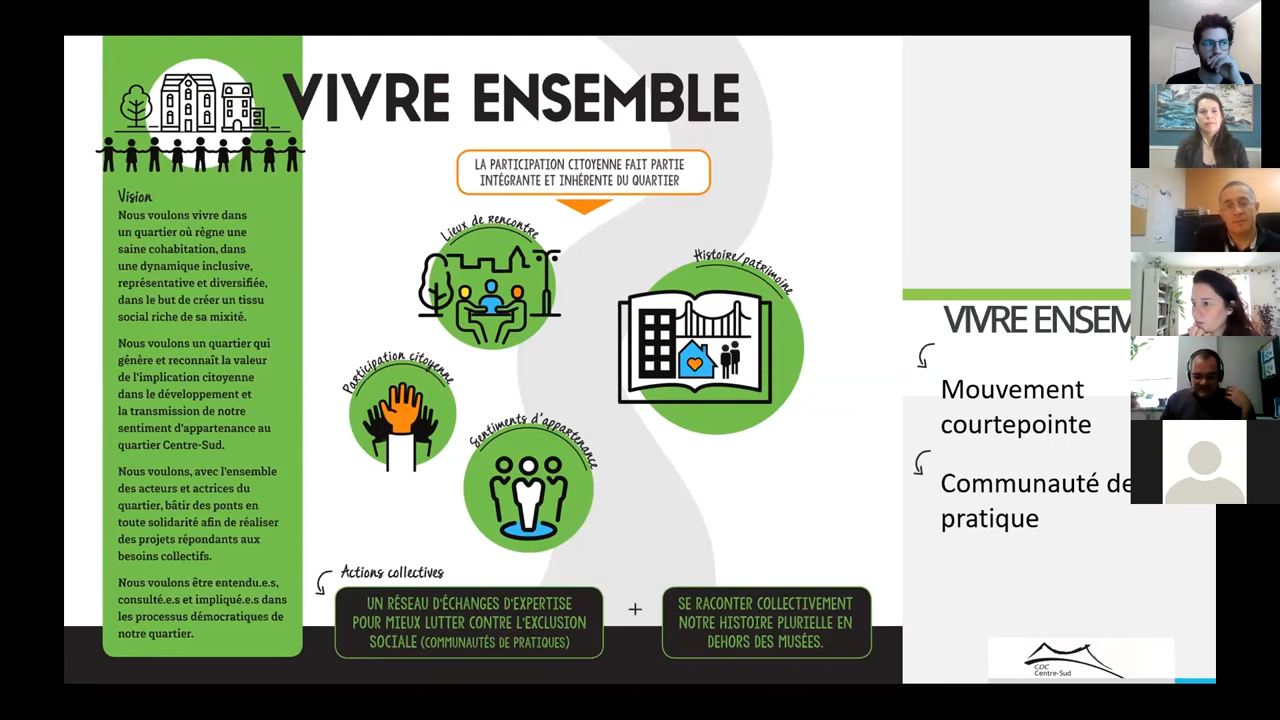 VIVRE ENSEMBLE
LA PARTICIPATION CITOYENNE FAIT PARTIE
INTÉGRANTE ET INHÉRENTE DU QUARTIER
Vision
Nous voulons vivre dans
un quartier où règne une
saine cohabitation, dans
une dynamique inclusive,
représentative et diversifiée,
dans le but de créer un tissu
social riche de sa mixité.
Nous voulons un quartier qui
génère et reconnaît la valeur
de l'implication citoyenne
dans le développement et
la transmission de notre
sentiment d'appartenance au
quartier Centre-Sud.
Nous voulons, avec l'ensemble
des acteurs et actrices du
quartier, bâtir des ponts en
toute solidarité afin de réaliser
des projets répondants aux
besoins collectifs.
Nous voulons être entendu.e.s,
consulté.e.s et impliqué.e.s dans
les processus démocratiques de
notre quartier.
Lieux de rencontre
Histoire/patrimoine
Participation citoyenne
Sentiments d'appartenance
Actions collectives
UN RÉSEAU D'ÉCHANGES D'EXPERTISE
POUR MIEUX LUTTER CONTRE L'EXCLUSION
SOCIALE (COMMUNAUTÉS DE PRATIQUES)
+
SE RACONTER COLLECTIVEMENT
NOTRE HISTOIRE PLURIELLE EN
DEHORS DES MUSÉES.
VIVRE ENSEM
Mouvement
courtepointe
Communauté de
pratique
CDC
Centre-Sud